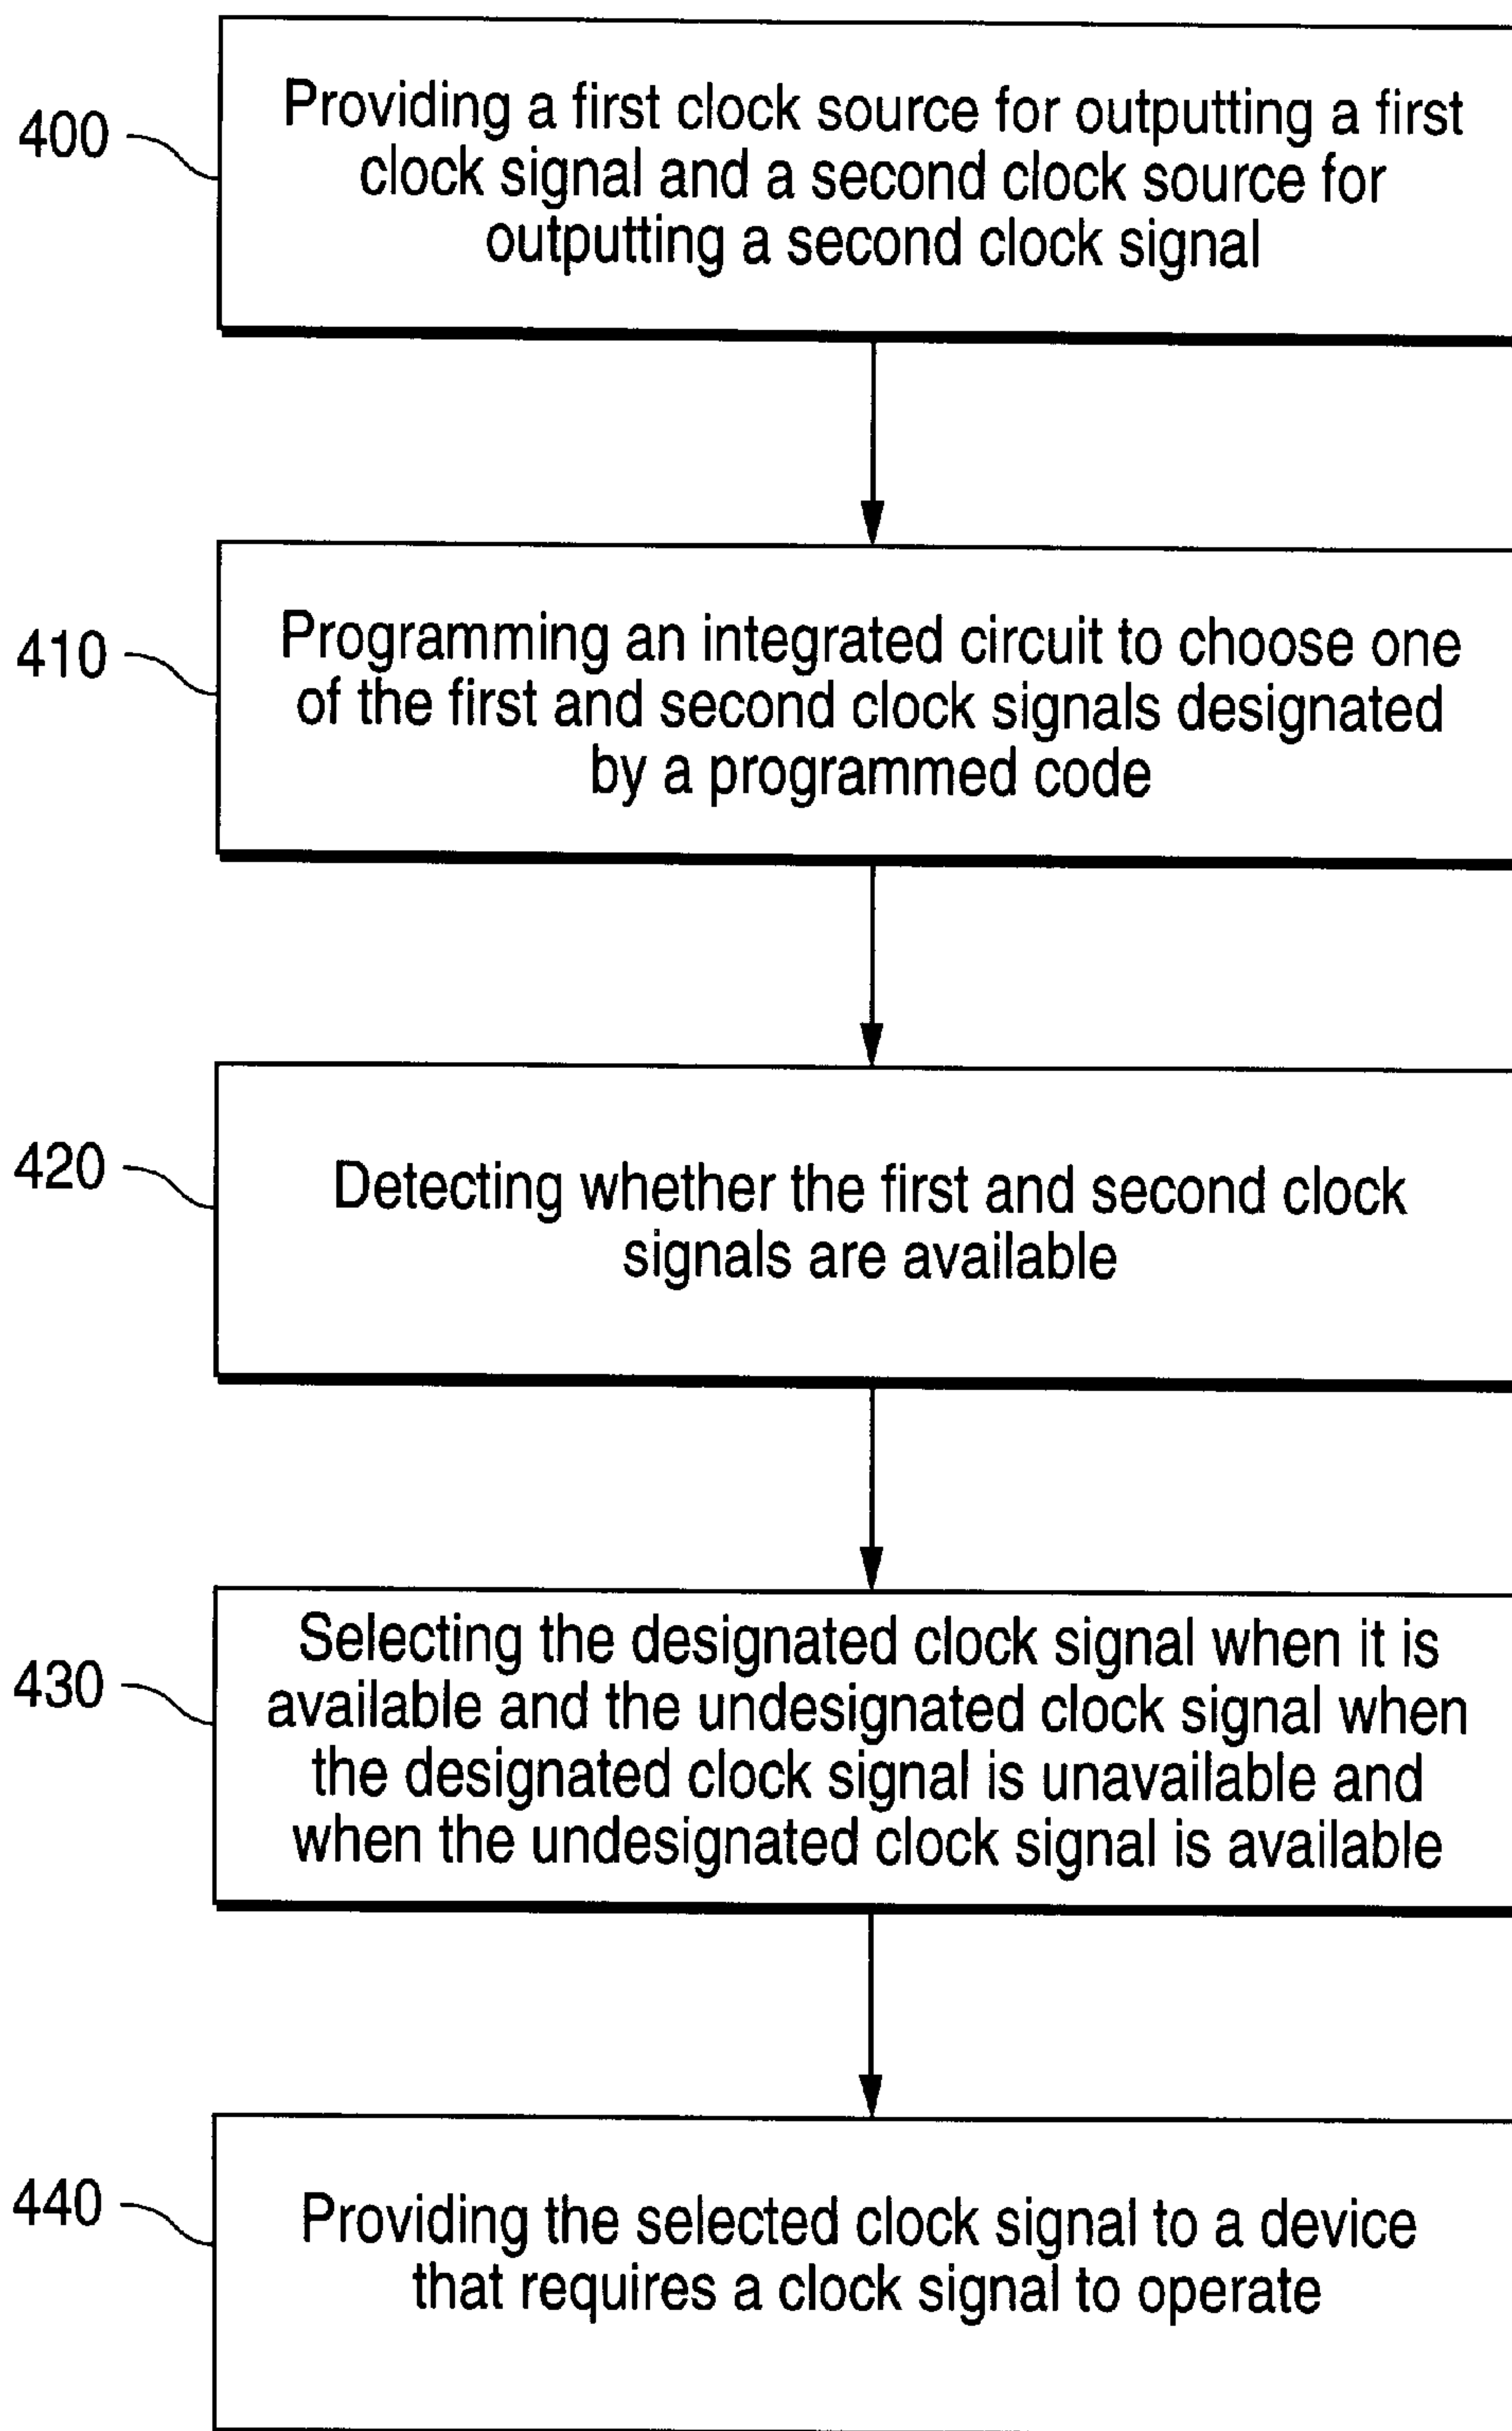 400
Providing a first clock source for outputting a first
clock signal and a second clock source for
outputting a second clock signal
410
Programming an integrated circuit to choose one
of the first and second clock signals designated
by a programmed code
420
Detecting whether the first and second clock
signals are available
430
Selecting the designated clock signal when it is
available and the undesignated clock signal when
the designated clock signal is unavailable and
when the undesignated clock signal is available
440
Providing the selected clock signal to a device
that requires a clock signal to operate